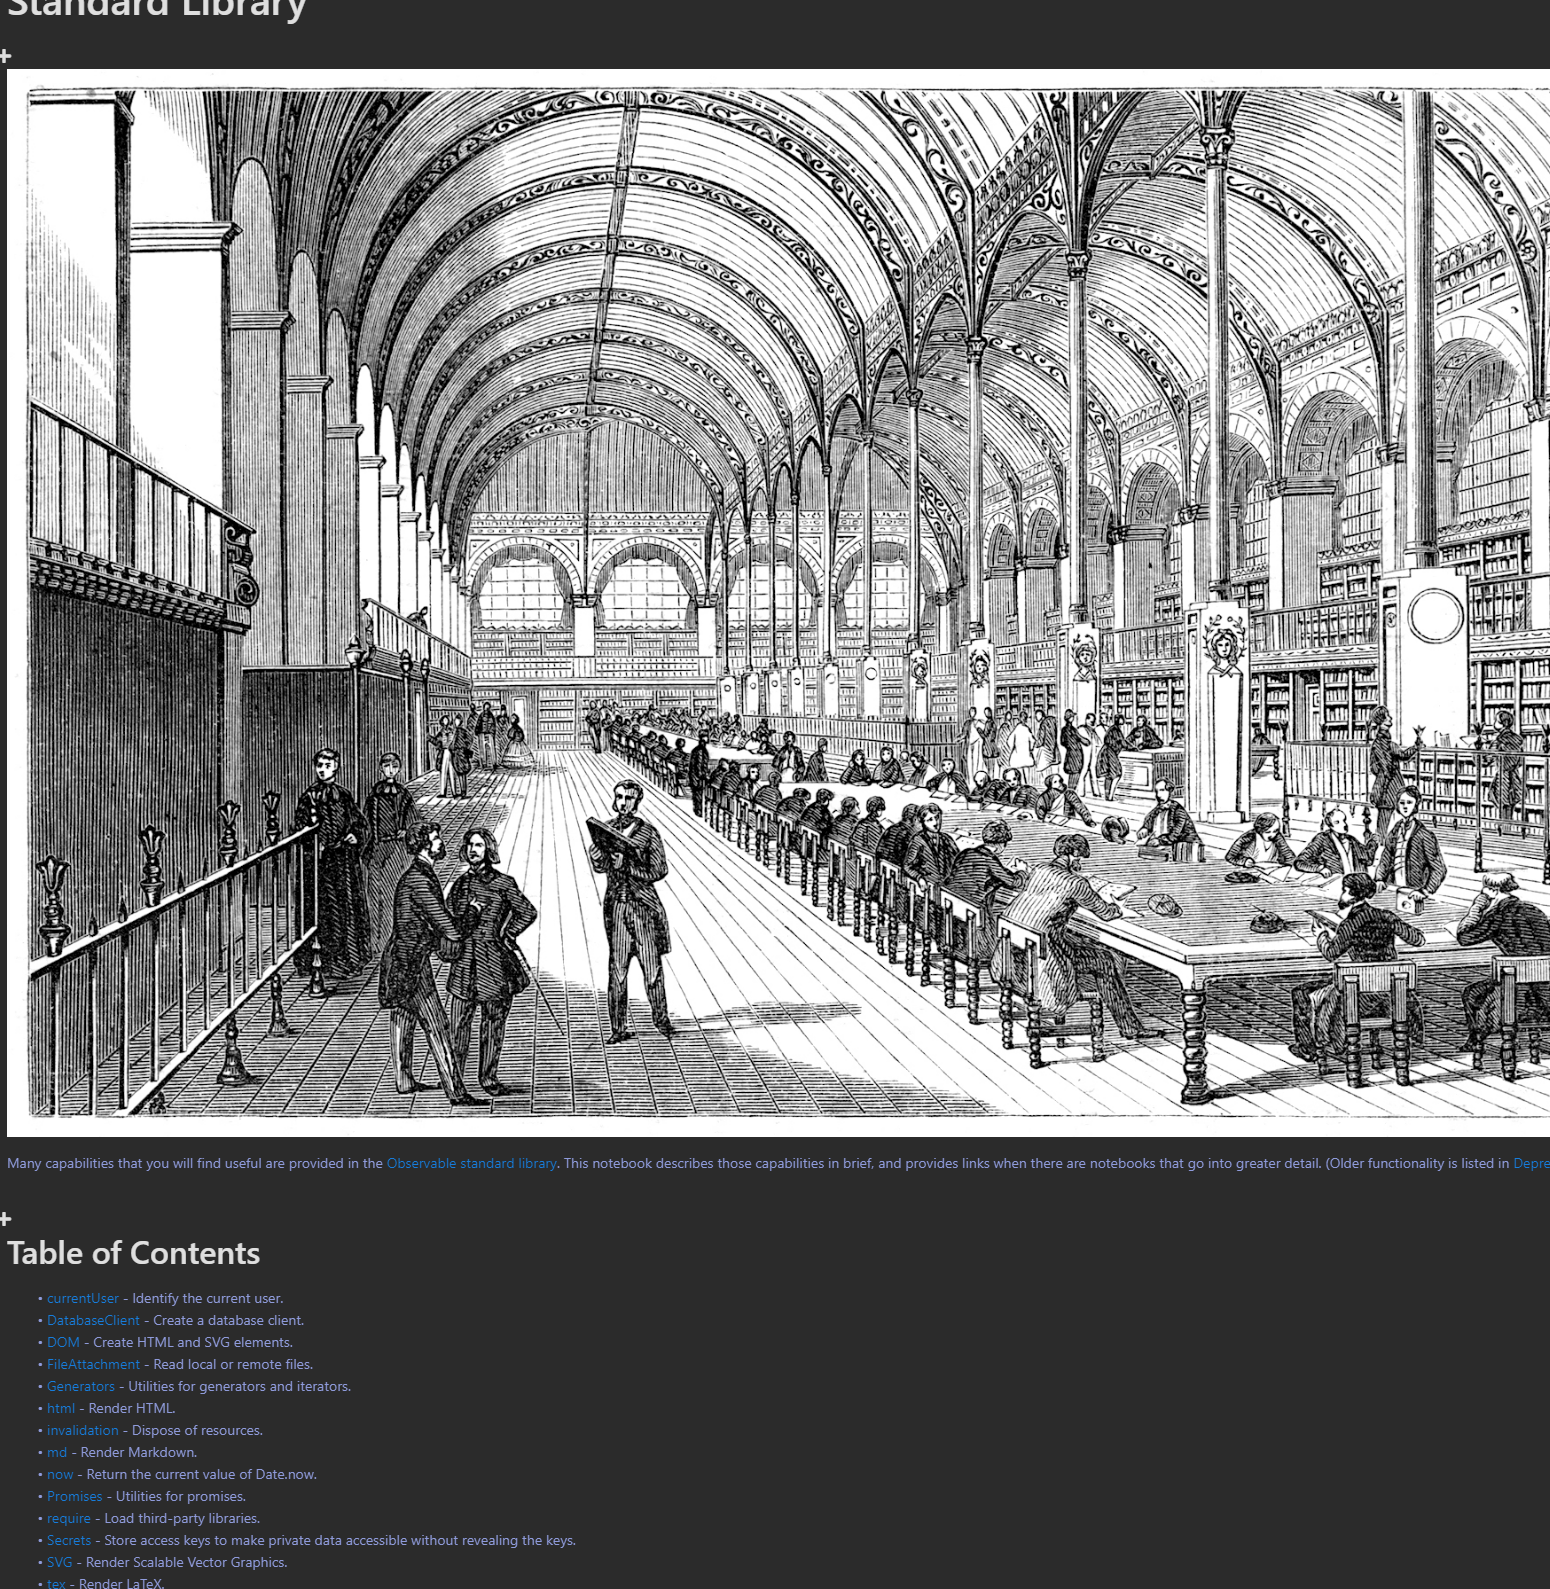 Standard Library
Many capabilities that you will find useful are provided in the Observable standard library. This notebook describes those capabilities in brief, and provides links when there are notebooks that go into greater detail. (Older functionality is listed in
Table of Contents
• currentUser - Identify the current user.
• DatabaseClient - Create a database client.
• DOM - Create HTML and SVG elements.
• FileAttachment - Read local or remote files.
• Generators - Utilities for generators and iterators.
• html - Render HTML.
• invalidation - Dispose of resources.
• md - Render Markdown.
• now - Return the current value of Date.now.
• Promises - Utilities for promises.
• require - Load third-party libraries.
• Secrets - Store access keys to make private data accessible without revealing the keys.
• SVG - Render Scalable Vector Graphics.
• tex - Render LaTeX.